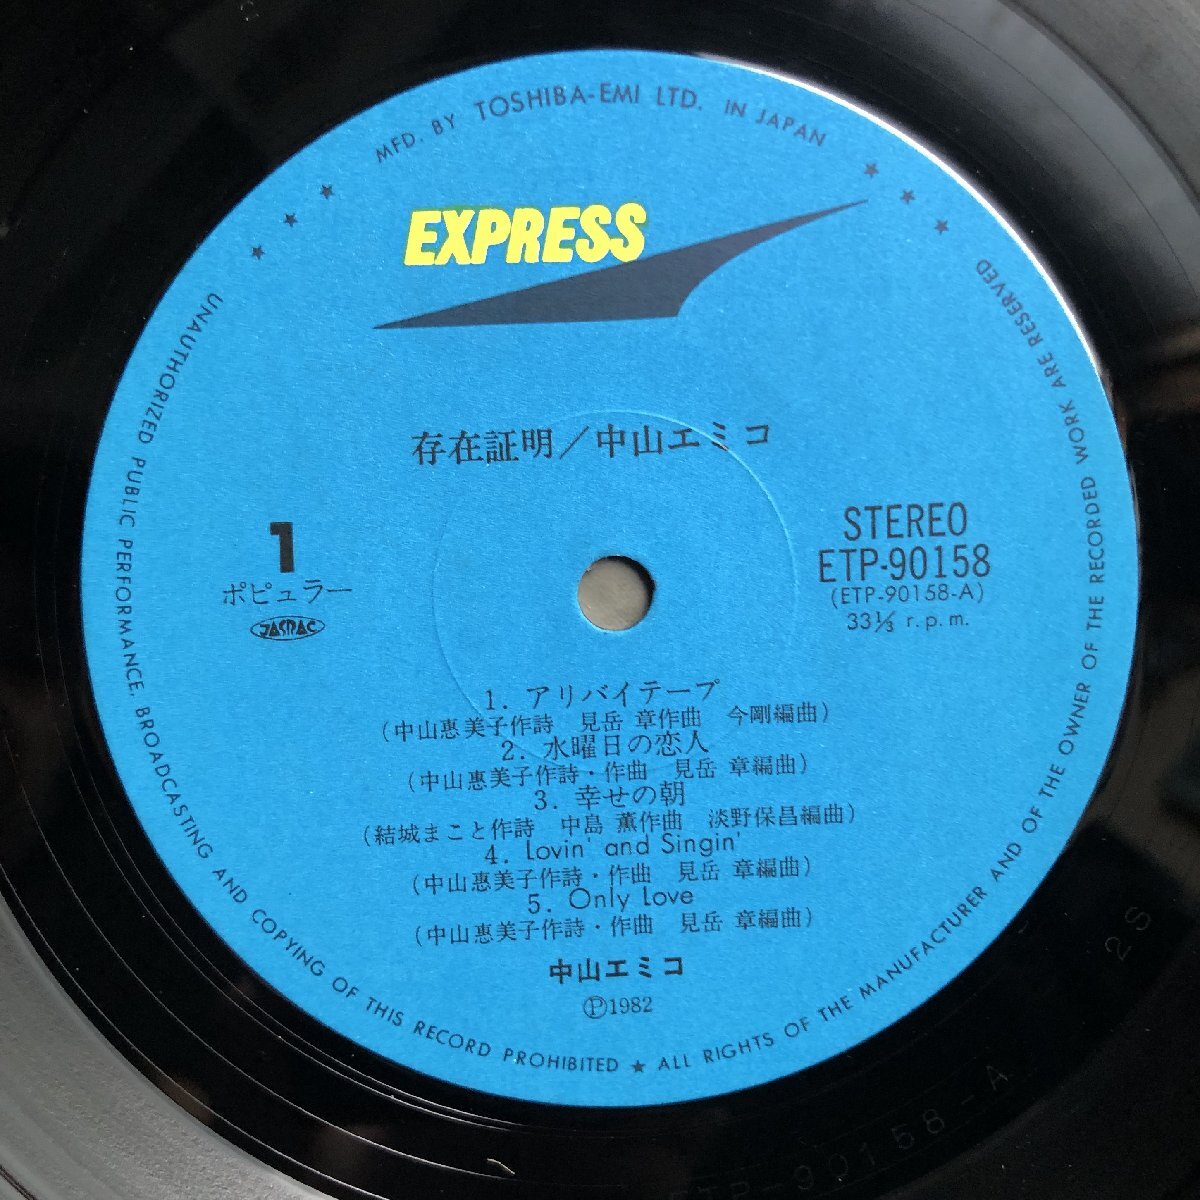 MFD. BY TOSHIBA-EMI LTD. IN JAPAN
EXPRESS
存在証明／中山エミコ
1
ポピュラー
JASRAC
STEREO
ETP-90158
(ETP-90158-A)
33⅓ r.p.m.
1. アリバイテープ
(中山恵美子作詩 見岳 章作曲 今剛編曲)
2. 水曜日の恋人
(中山恵美子作詩・作曲 見岳 章編曲)
3. 幸せの朝
(結城まこと作詩 中島 薫作曲 淡野保昌編曲)
4. Lovin' and Singin'
(中山恵美子作詩・作曲 見岳 章編曲)
5. Only Love
(中山恵美子作詩・作曲 見岳 章編曲)
中山エミコ
Ⓟ1982
UNAUTHORIZED PUBLIC PERFORMANCE, BROADCASTING AND COPYING OF THIS RECORD PROHIBITED ★ ALL RIGHTS OF THE MANUFACTURER AND OF THE OWNER OF THE RECORDED WORK ARE RESERVED
ETP-90158-A 2S